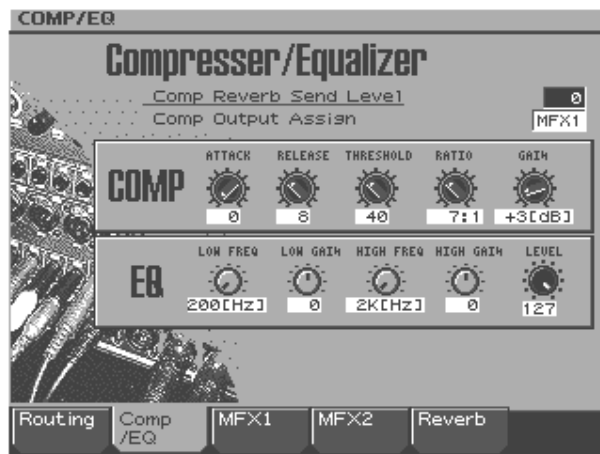 COMP/EQ
Compresser/Equalizer
Comp Reverb Send Level 0
Comp Output Assign MFX1
COMP
ATTACK RELEASE THRESHOLD RATIO GAIN
0 8 40 7:1 +3[dB]
EQ
LOW FREQ LOW GAIN HIGH FREQ HIGH GAIN LEVEL
200[Hz] 0 2K[Hz] 0 127
Routing Comp /EQ MFX1 MFX2 Reverb